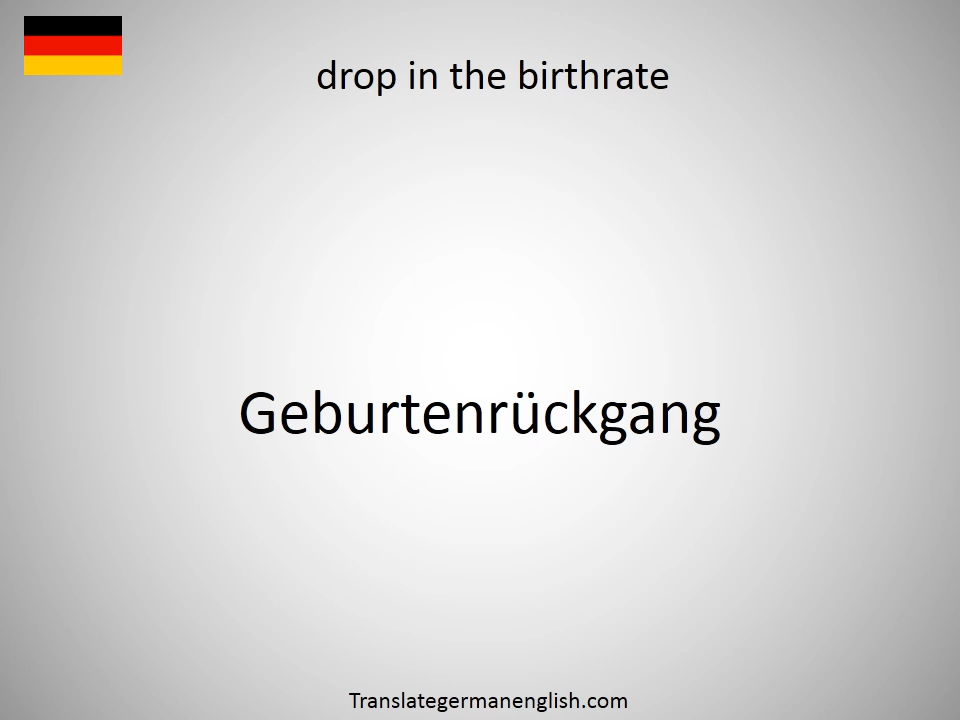 drop in the birthrate
Geburtenrückgang
Translategermanenglish.com